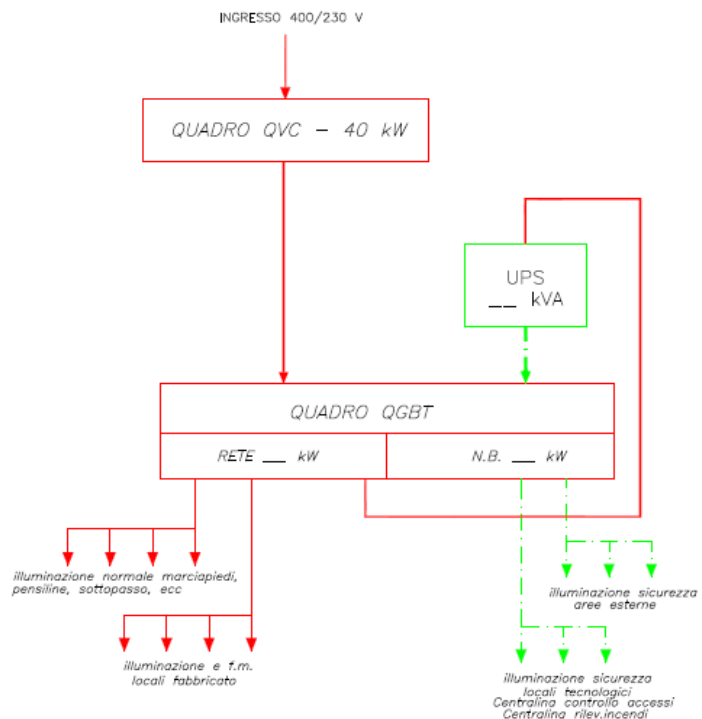 INGRESSO 400/230 V
QUADRO QVC – 40 kW
UPS
__ kVA
QUADRO QGBT
RETE __ kW
N.B. __ kW
illuminazione normale marciapiedi,
pensiline, sottopasso, ecc
illuminazione sicurezza
aree esterne
illuminazione e f.m.
locali fabbricato
illuminazione sicurezza
locali tecnologici
Centralina controllo accessi
Centralina rilev.incendi